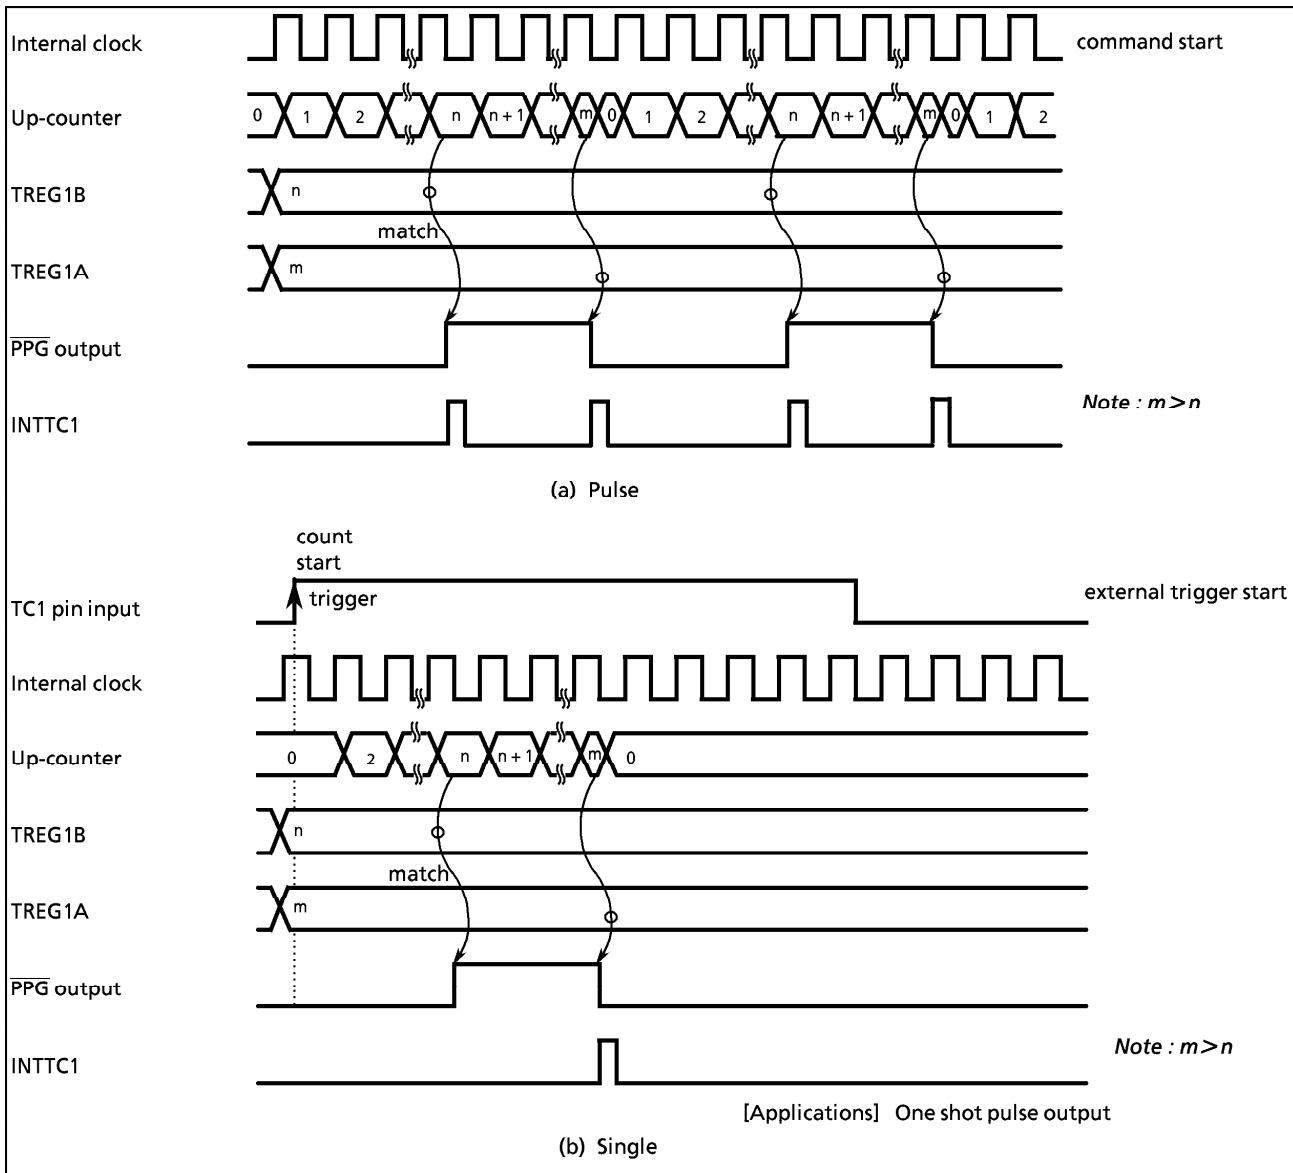 Internal clock
command start
Up-counter
0 1 2 n n+1 m 0 1 2 n n+1 m 0 1 2
TREG1B
n
match
TREG1A
m
PPG output
INTTC1
Note : m>n
(a) Pulse
count
start
trigger
TC1 pin input
external trigger start
Internal clock
Up-counter
0 2 n n+1 m 0
TREG1B
n
match
TREG1A
m
PPG output
INTTC1
Note : m>n
[Applications] One shot pulse output
(b) Single